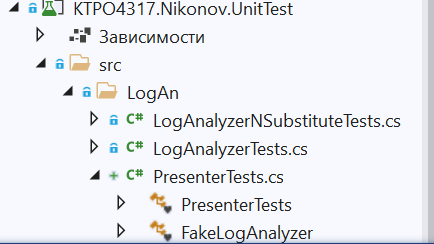 KTPO4317.Nikonov.UnitTest
Зависимости
src
LogAn
C# LogAnalyzerNSubstituteTests.cs
C# LogAnalyzerTests.cs
C# PresenterTests.cs
PresenterTests
FakeLogAnalyzer